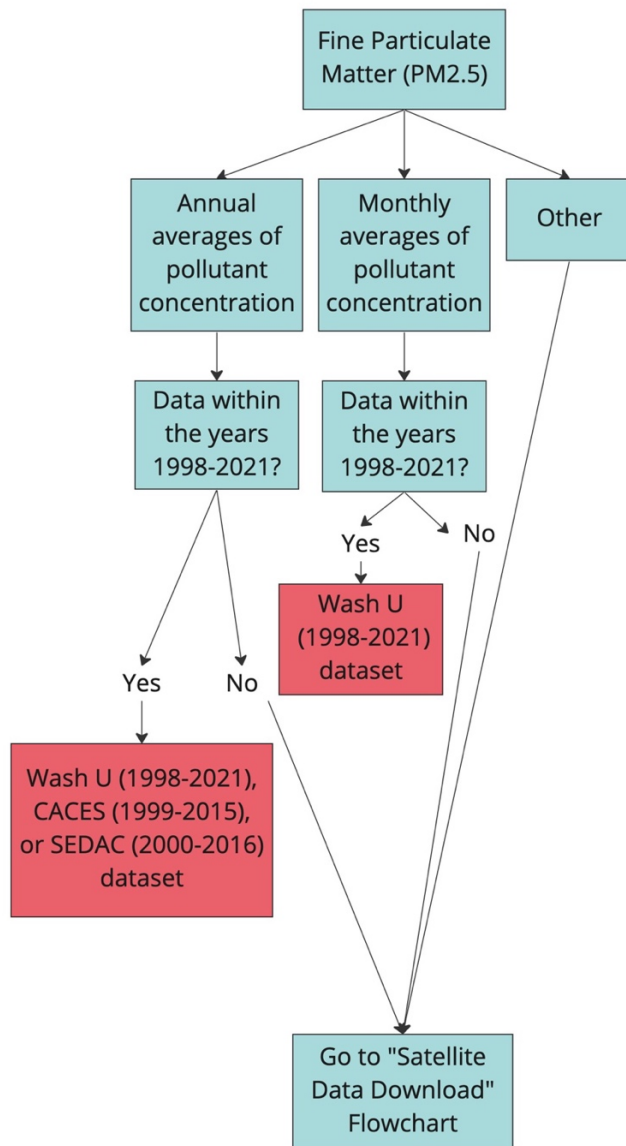 Fine Particulate
Matter (PM2.5)
Annual
averages of
pollutant
concentration
Monthly
averages of
pollutant
concentration
Other
Data within
the years
1998-2021?
Data within
the years
1998-2021?
Yes
No
Wash U
(1998-2021)
dataset
Yes
No
Wash U (1998-2021),
CACES (1999-2015),
or SEDAC (2000-2016)
dataset
Go to "Satellite
Data Download"
Flowchart